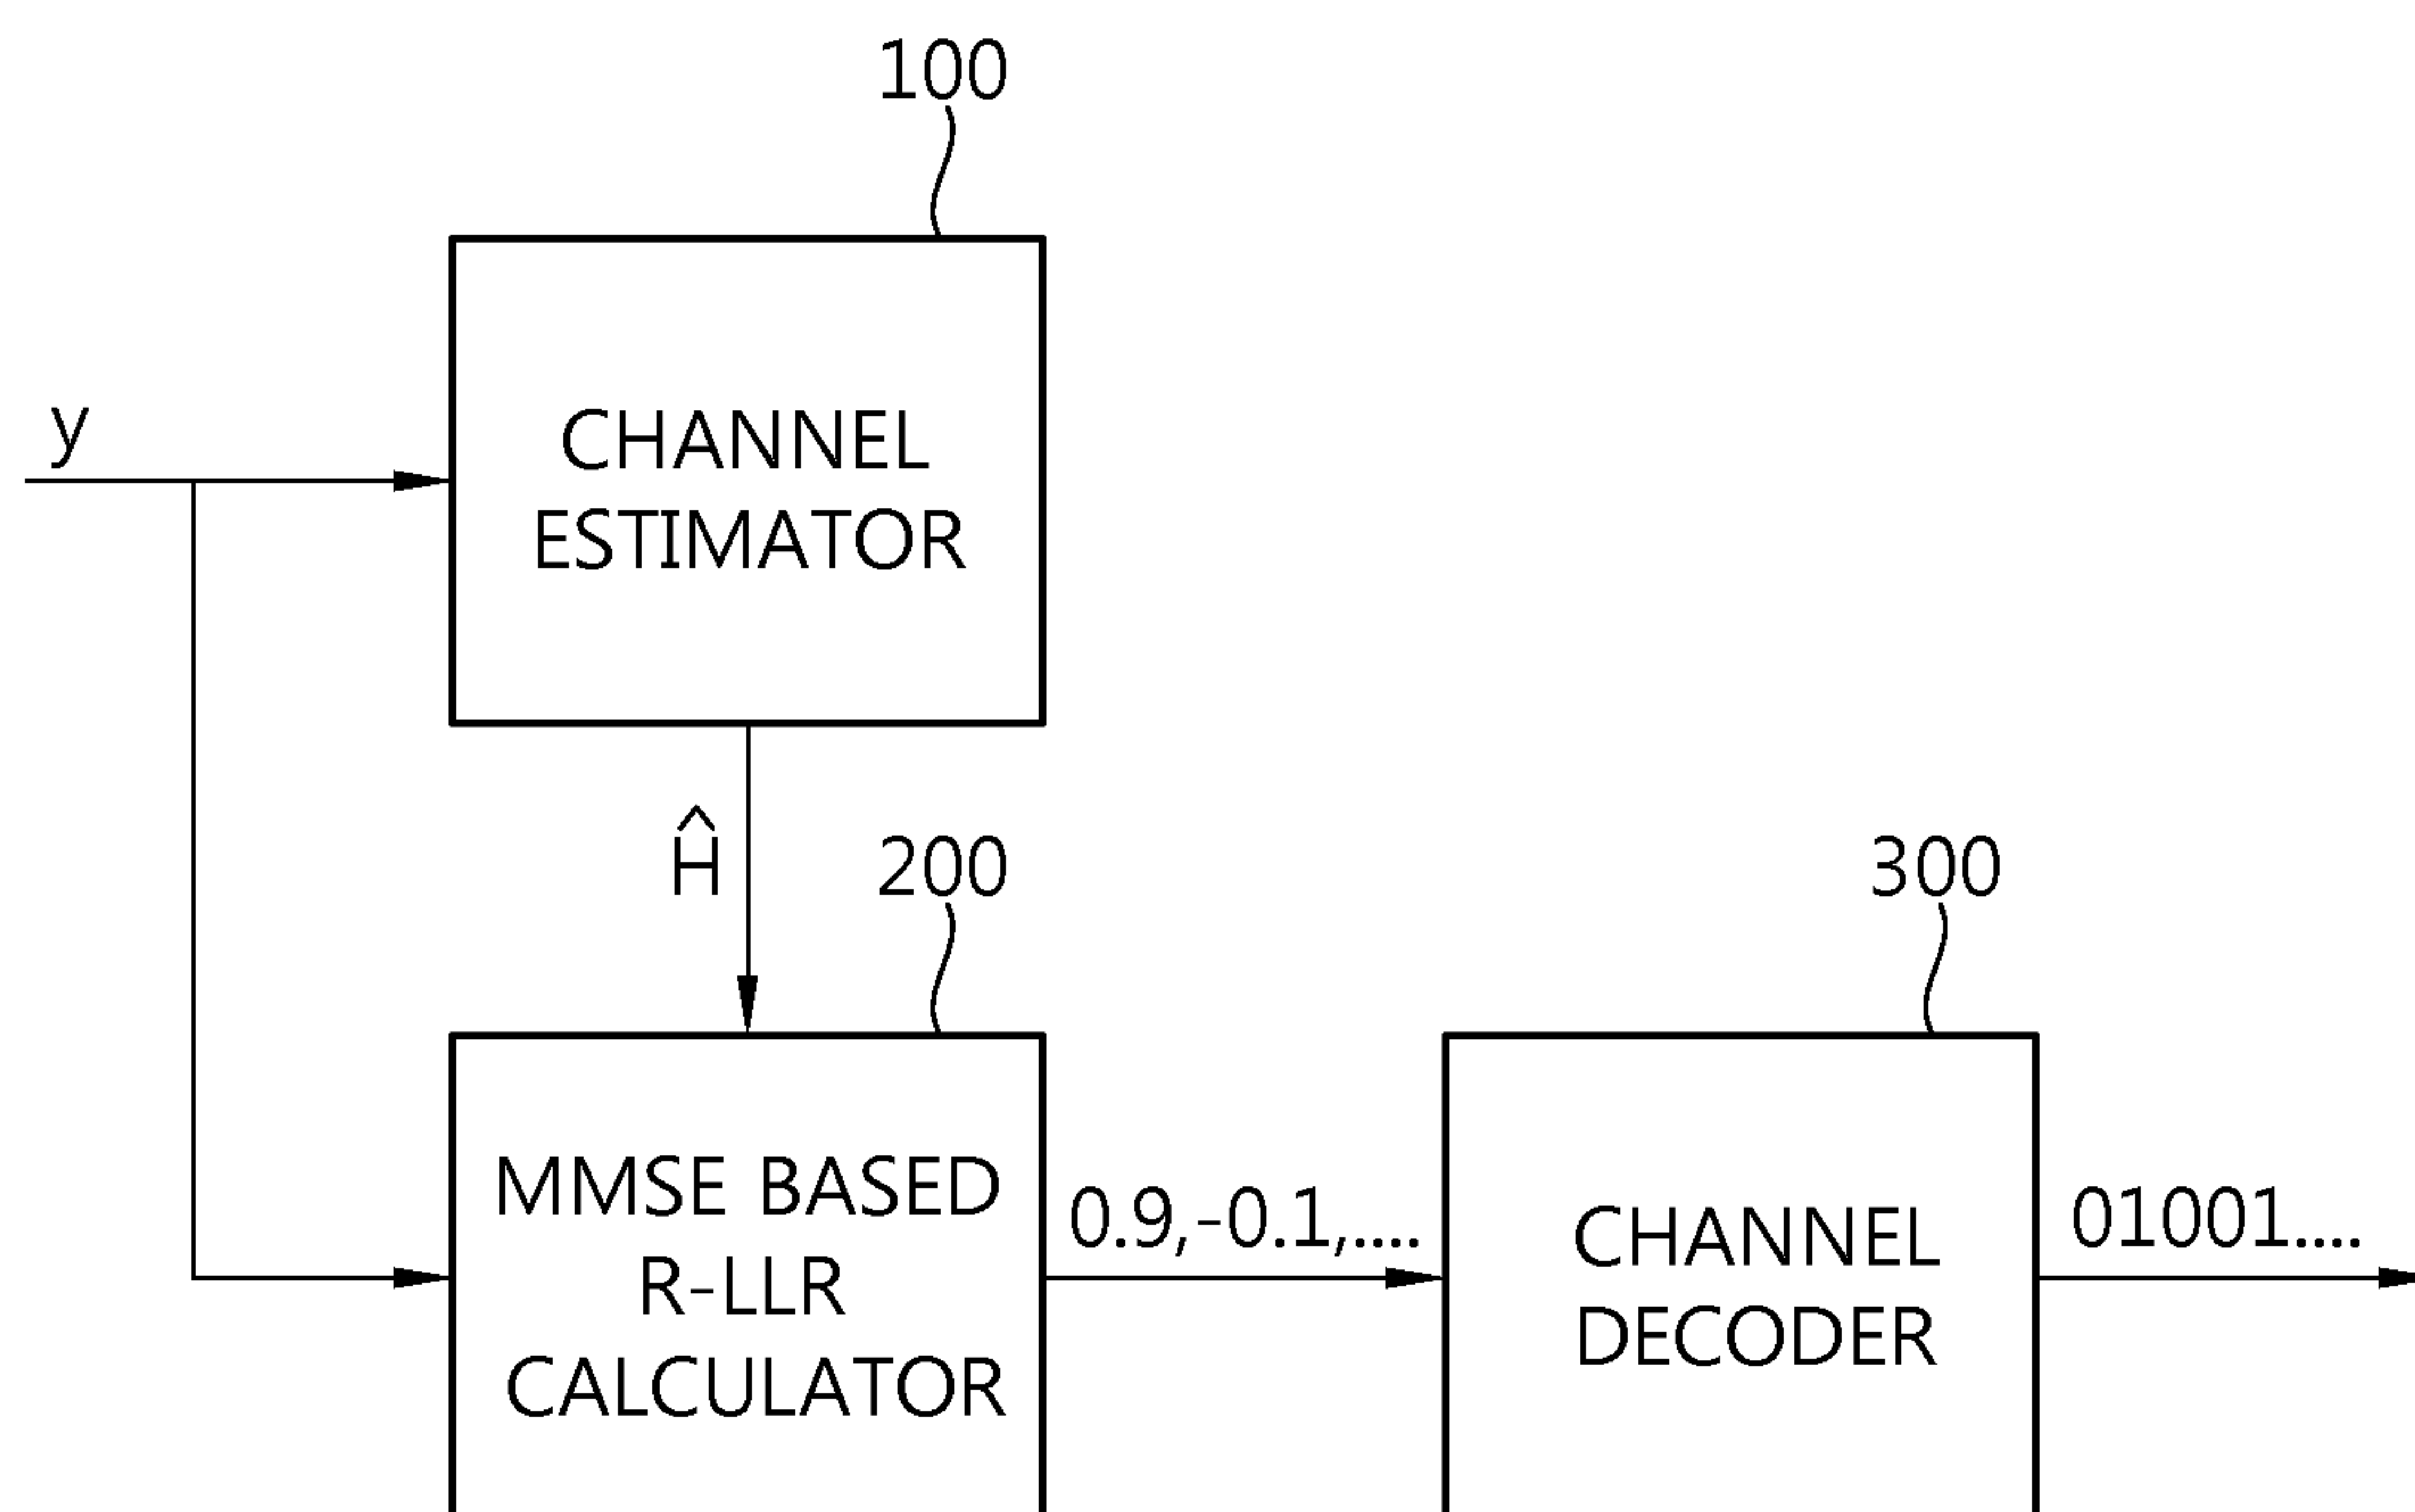 100
y
CHANNEL
ESTIMATOR
Ĥ
200
300
MMSE BASED
R-LLR
CALCULATOR
0.9,-0.1,....
CHANNEL
DECODER
01001....